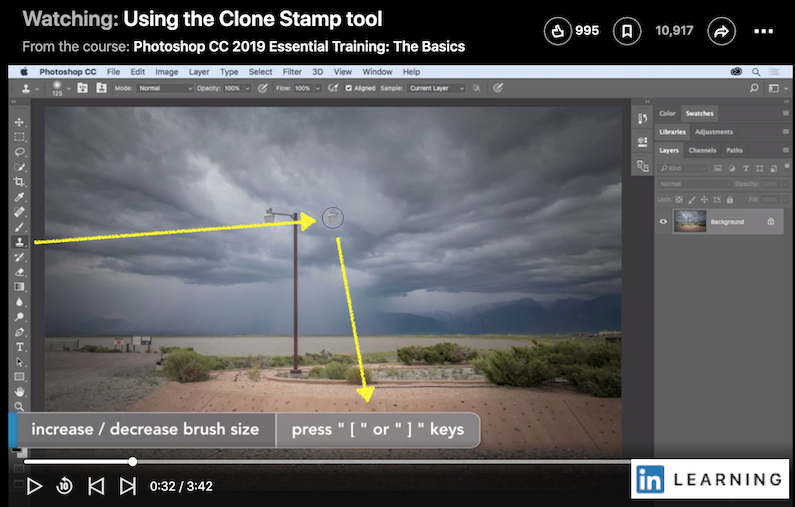 Watching: Using the Clone Stamp tool
From the course: Photoshop CC 2019 Essential Training: The Basics
995
10,917
Photoshop CC File Edit Image Layer Type Select Filter 3D View Window Help
125 Mode: Normal Opacity: 100% Flow: 100% Aligned Sample: Current Layer
Color Swatches
Libraries Adjustments
Layers Channels Paths
Kind
Normal Opacity: 100%
Lock: Fill: 100%
Background
increase / decrease brush size press " [ " or " ] " keys
10 0:32 / 3:42
in LEARNING